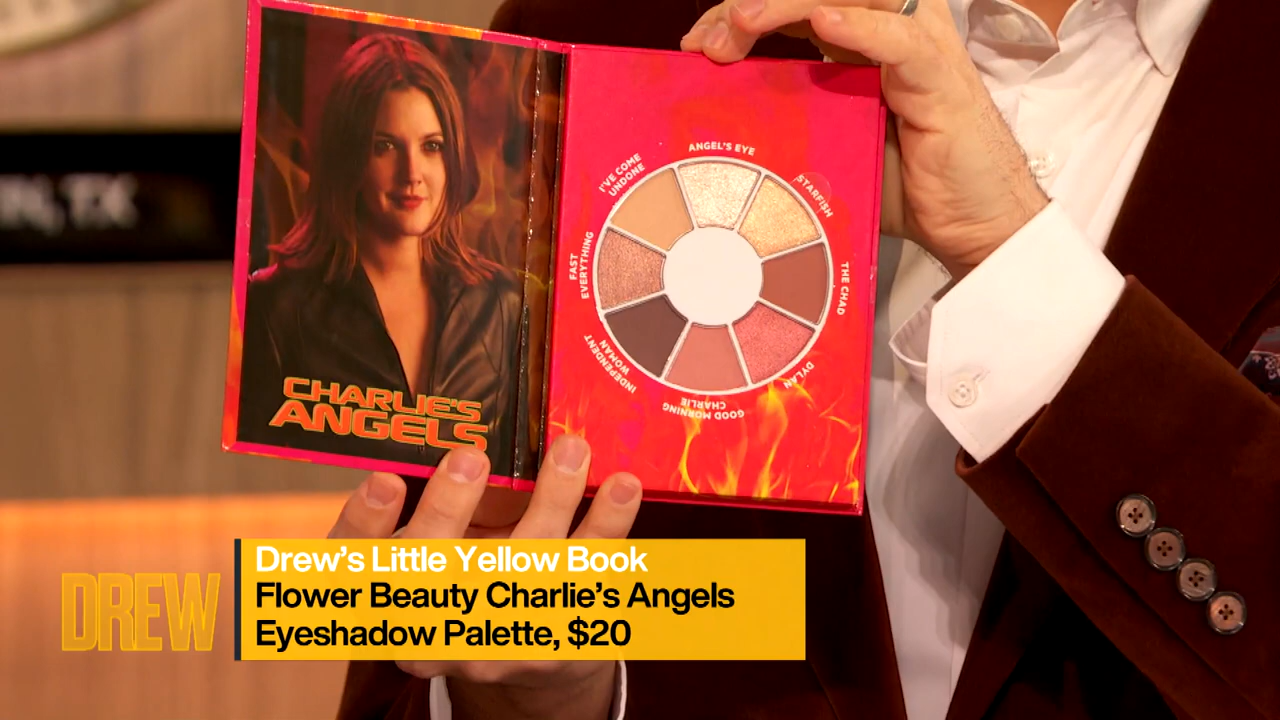 N, TX
CHARLIE'S
ANGELS
ANGEL'S EYE
STARFISH
THE CHAD
DYLAN
GOOD MORNING
CHARLIE
INDEPENDENT
WOMAN
FAST
EVERYTHING
I'VE COME
UNDONE
DREW
Drew's Little Yellow Book
Flower Beauty Charlie's Angels
Eyeshadow Palette, $20